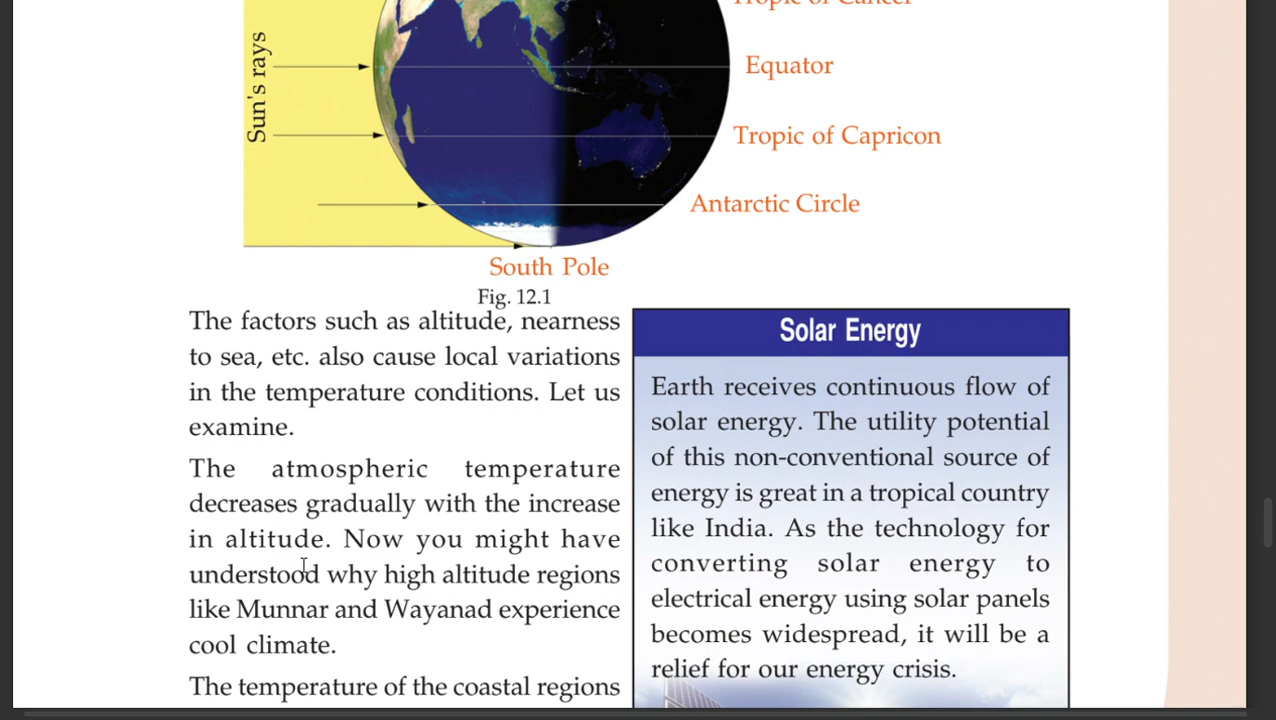 Tropic of Cancer
Sun's rays
Equator
Tropic of Capricon
Antarctic Circle
South Pole
Fig. 12.1
The factors such as altitude, nearness
to sea, etc. also cause local variations
in the temperature conditions. Let us
examine.
The atmospheric temperature
decreases gradually with the increase
in altitude. Now you might have
understood why high altitude regions
like Munnar and Wayanad experience
cool climate.
The temperature of the coastal regions
Solar Energy
Earth receives continuous flow of
solar energy. The utility potential
of this non-conventional source of
energy is great in a tropical country
like India. As the technology for
converting solar energy to
electrical energy using solar panels
becomes widespread, it will be a
relief for our energy crisis.